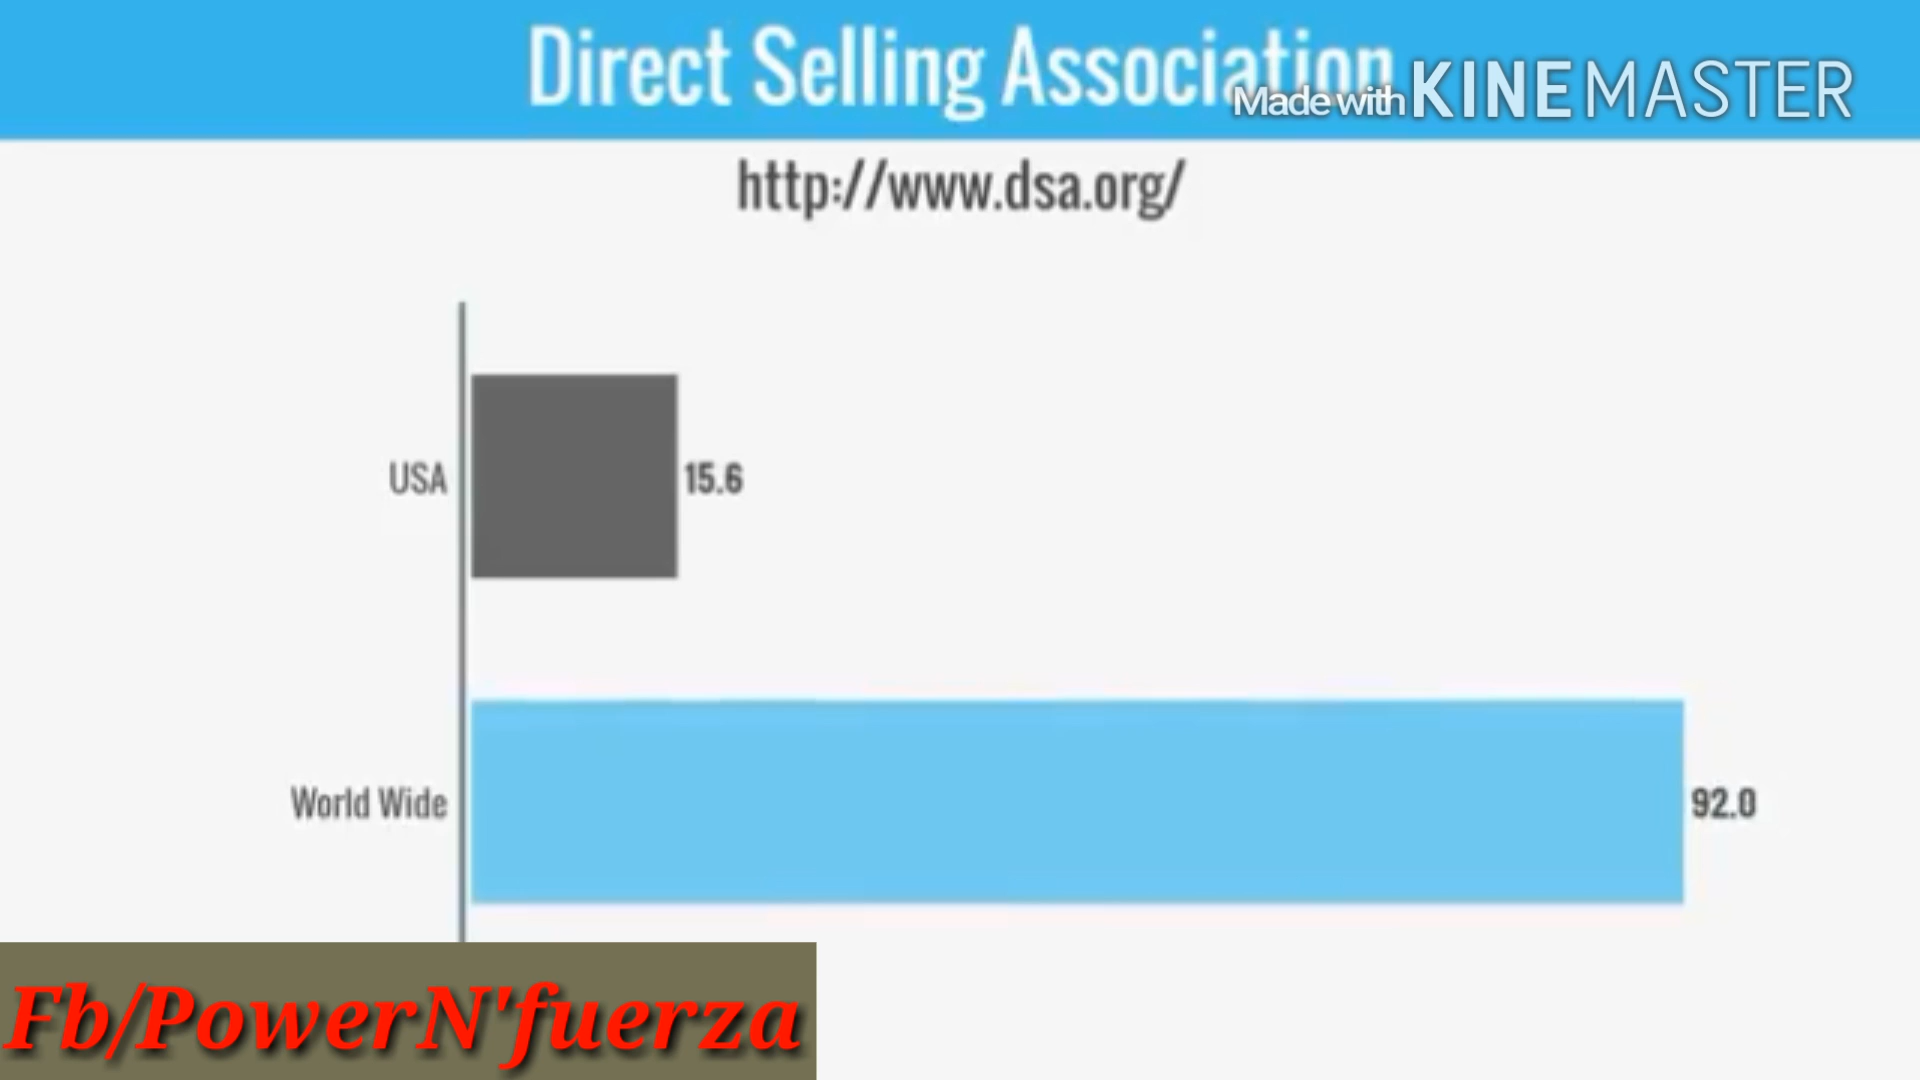 Direct Selling Association
Made with KINEMASTER
http://www.dsa.org/
USA
15.6
World Wide
92.0
Fb/PowerN'fuerza